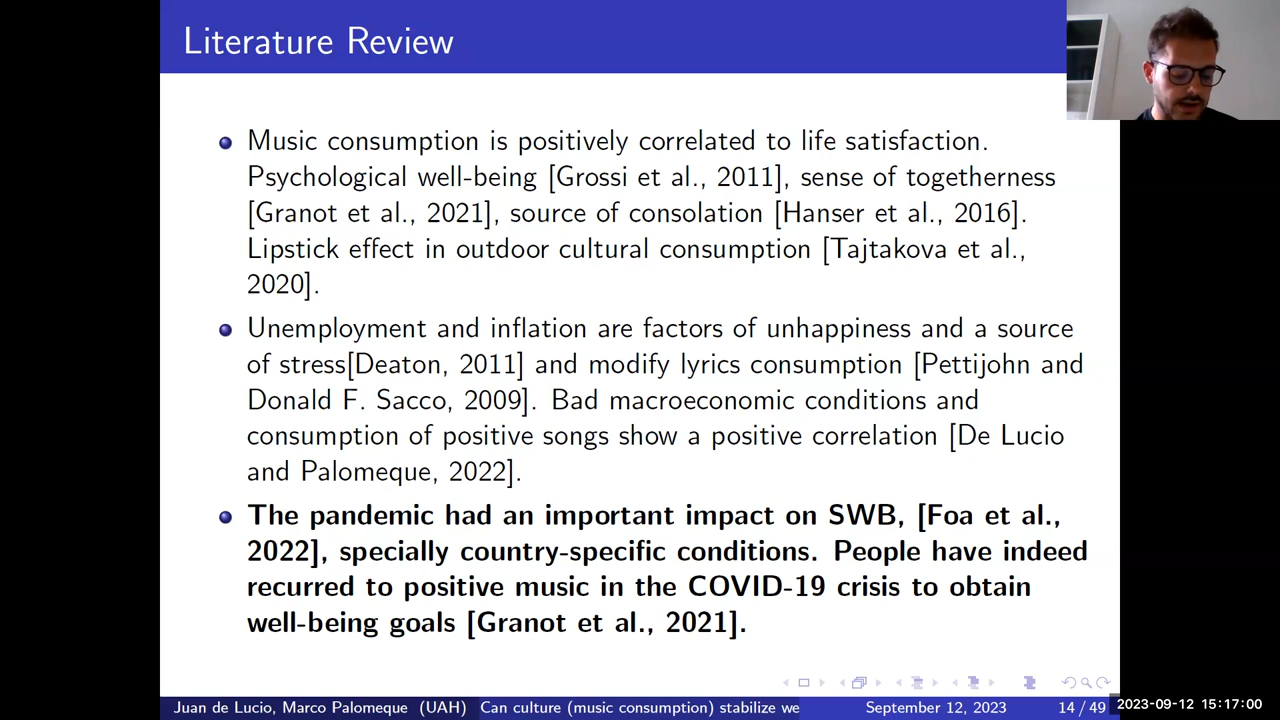 Literature Review
Music consumption is positively correlated to life satisfaction.
Psychological well-being [Grossi et al., 2011], sense of togetherness
[Granot et al., 2021], source of consolation [Hanser et al., 2016].
Lipstick effect in outdoor cultural consumption [Tajtakova et al.,
2020].
Unemployment and inflation are factors of unhappiness and a source
of stress[Deaton, 2011] and modify lyrics consumption [Pettijohn and
Donald F. Sacco, 2009]. Bad macroeconomic conditions and
consumption of positive songs show a positive correlation [De Lucio
and Palomeque, 2022].
The pandemic had an important impact on SWB, [Foa et al.,
2022], specially country-specific conditions. People have indeed
recurred to positive music in the COVID-19 crisis to obtain
well-being goals [Granot et al., 2021].
Juan de Lucio, Marco Palomeque (UAH) Can culture (music consumption) stabilize we September 12, 2023 14 / 49
2023-09-12 15:17:00